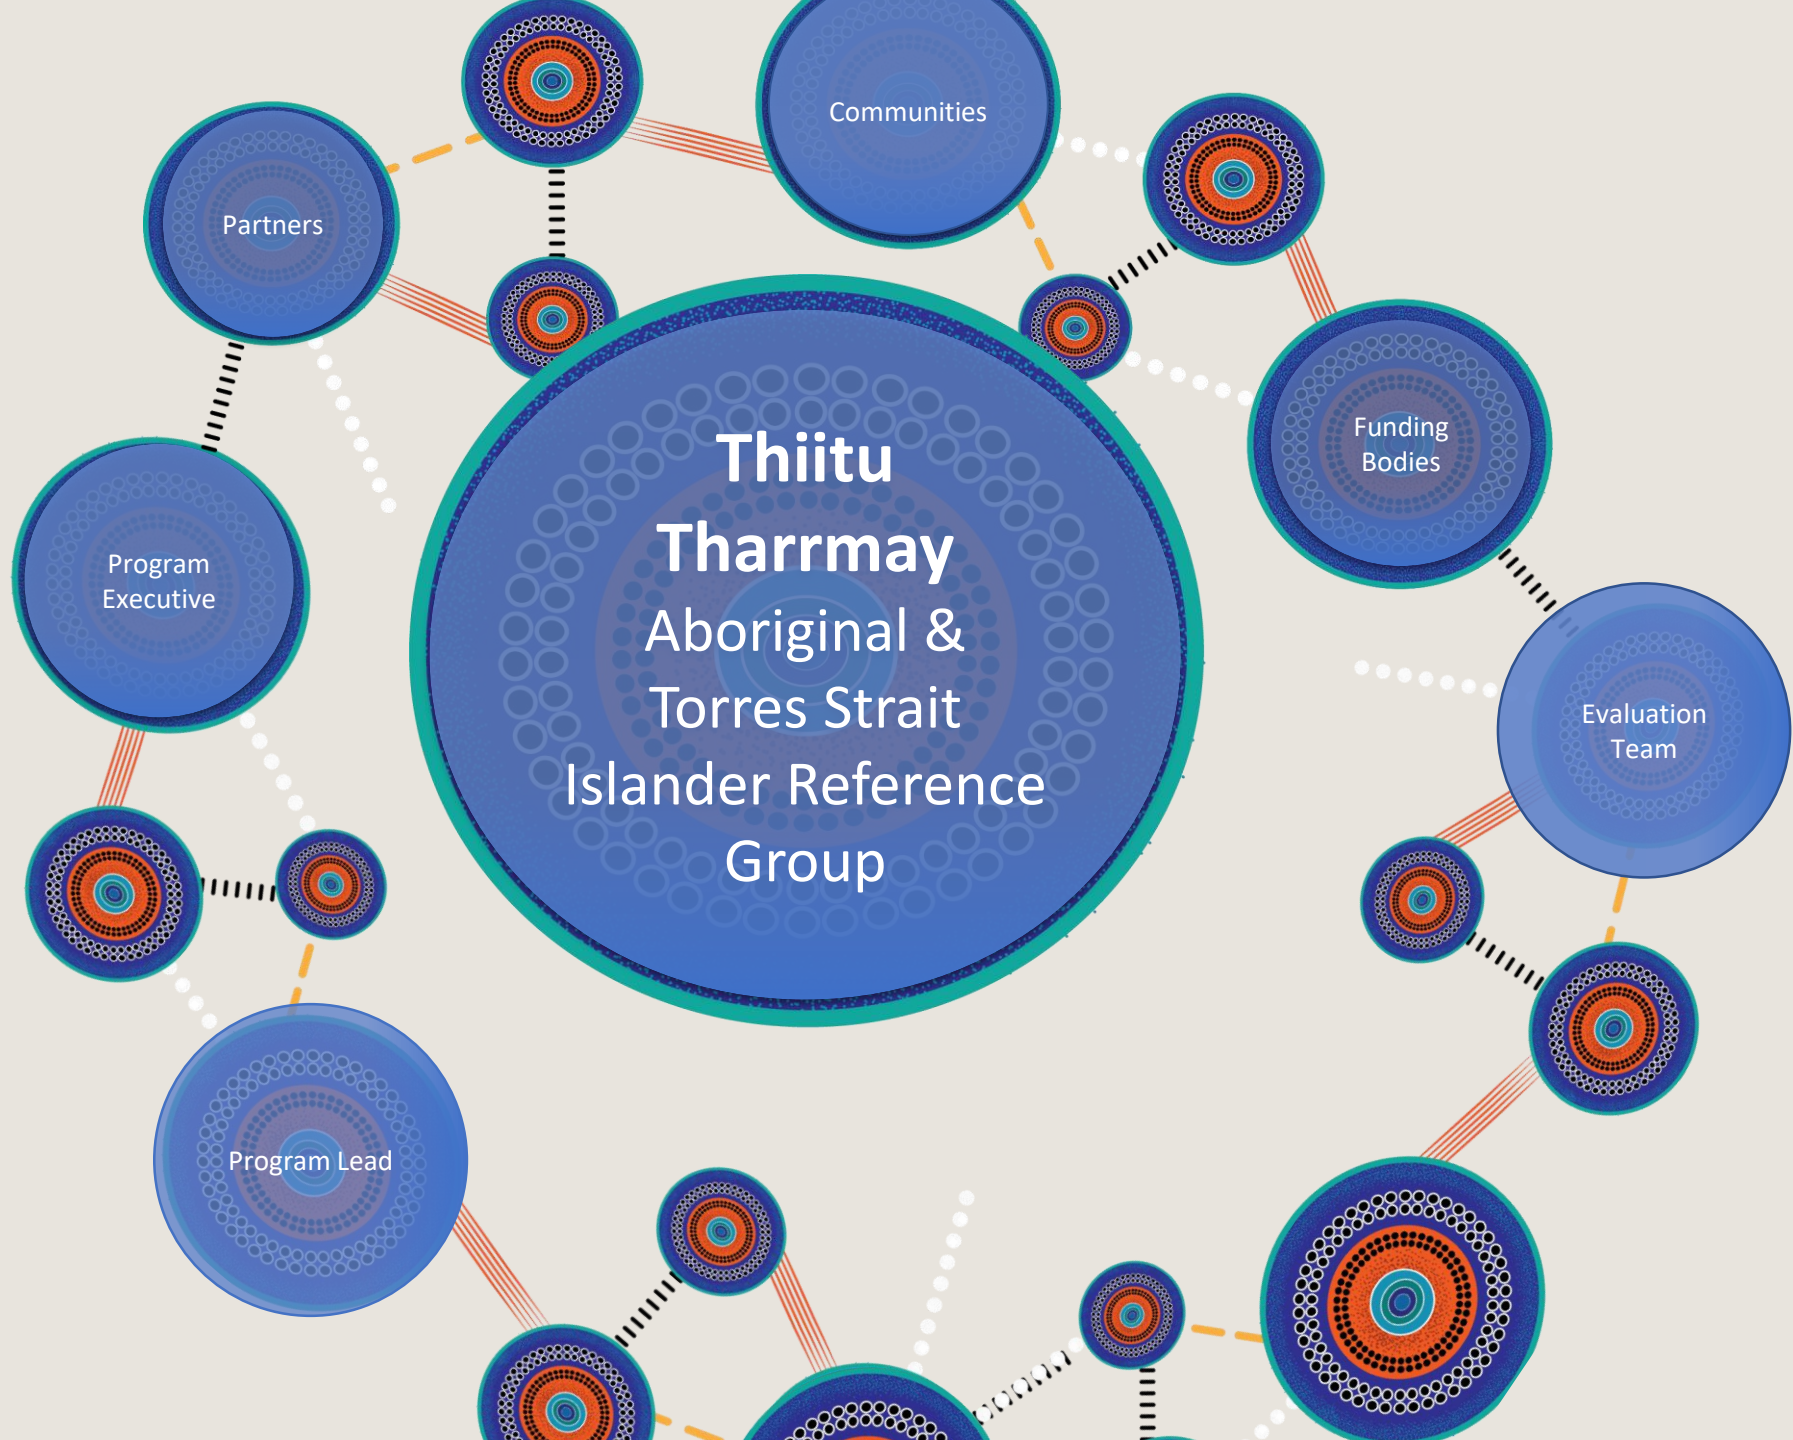 Communities
Partners
Thiitu
Tharrmay
Aboriginal &
Torres Strait
Islander Reference
Group
Funding
Bodies
Program
Executive
Evaluation
Team
Program Lead